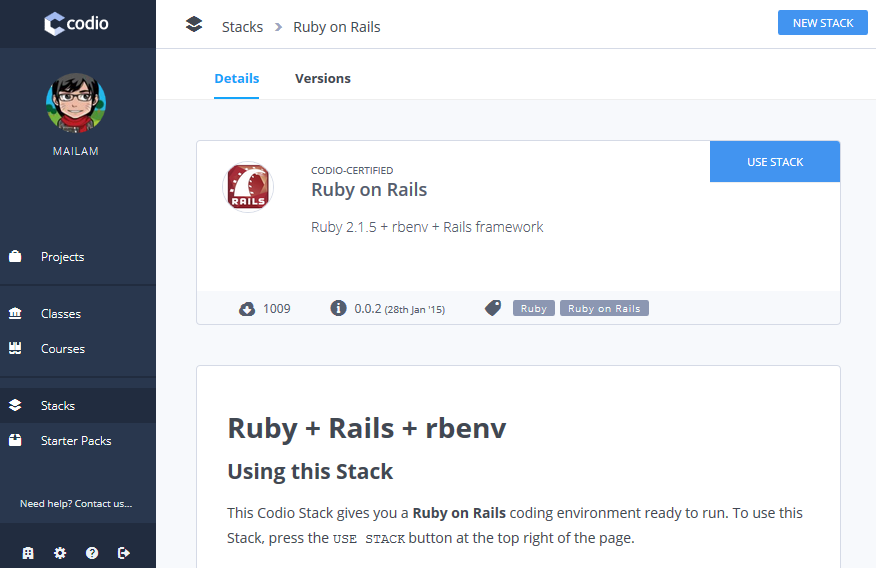 codio
MAILAM
Projects
Classes
Courses
Stacks
Starter Packs
Need help? Contact us...
Stacks > Ruby on Rails
NEW STACK
Details Versions
RAILS
CODIO-CERTIFIED
Ruby on Rails
USE STACK
Ruby 2.1.5 + rbenv + Rails framework
1009 0.0.2 (28th Jan '15) Ruby Ruby on Rails
Ruby + Rails + rbenv
Using this Stack
This Codio Stack gives you a Ruby on Rails coding environment ready to run. To use this
Stack, press the USE STACK button at the top right of the page.